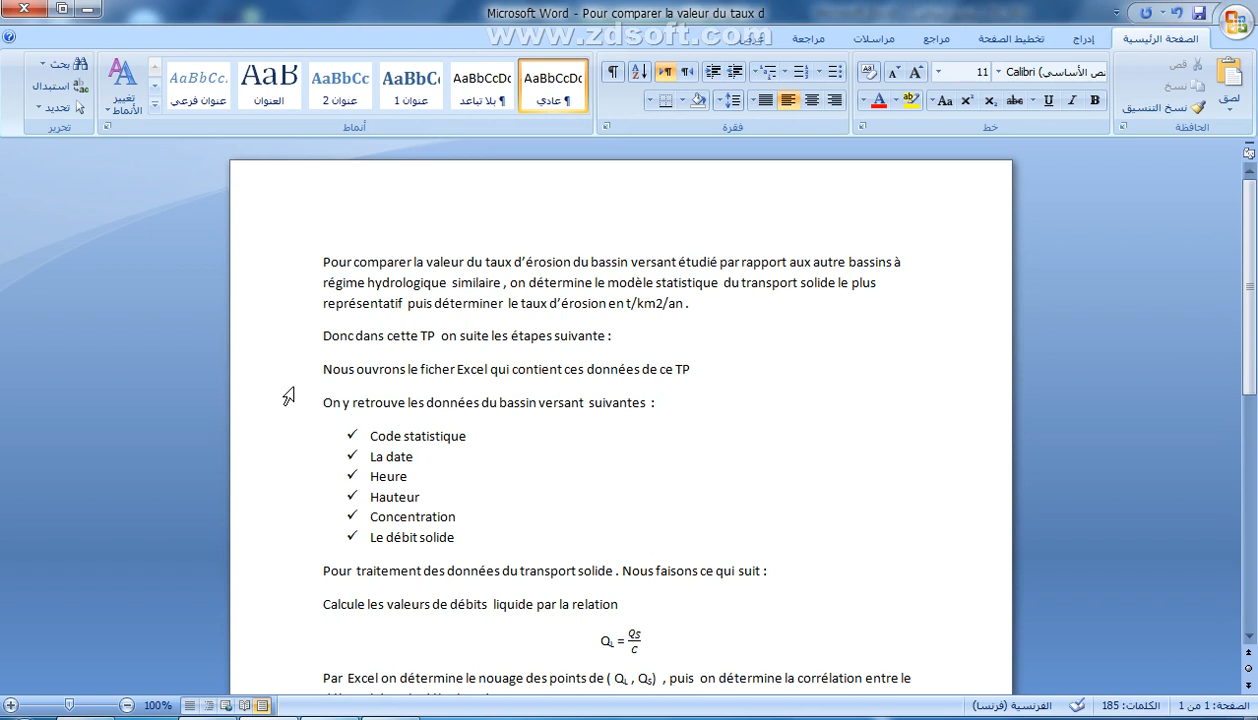 Microsoft Word - Pour comparer la valeur du taux d
www.zdsoft.com
الصفحة الرئيسية إدراج تخطيط الصفحة مراجع مراسلات مراجعة عرض
لصق
قص
نسخ
نسخ التنسيق
الحافظة
Calibri (نص الأساسي) 11
خط
فقرة
AaBbCcDc عادي ¶
AaBbCcDc بلا تباعد ¶
AaBbC عنوان 1
AaBbCc عنوان 2
AaB العنوان
AaBbCc. عنوان فرعي
تغيير الأنماط
أنماط
بحث
استبدال
تحديد
تحرير
Pour comparer la valeur du taux d’érosion du bassin versant étudié par rapport aux autre bassins à
régime hydrologique similaire , on détermine le modèle statistique du transport solide le plus
représentatif puis déterminer le taux d’érosion en t/km2/an .
Donc dans cette TP on suite les étapes suivante :
Nous ouvrons le ficher Excel qui contient ces données de ce TP
On y retrouve les données du bassin versant suivantes :
✓ Code statistique
✓ La date
✓ Heure
✓ Hauteur
✓ Concentration
✓ Le débit solide
Pour traitement des données du transport solide . Nous faisons ce qui suit :
Calcule les valeurs de débits liquide par la relation
QL = Qs/c
Par Excel on détermine le nouage des points de ( QL , QS) , puis on détermine la corrélation entre le
الصفحة: 1 من 1 الكلمات: 185 الفرنسية (فرنسا)
100%